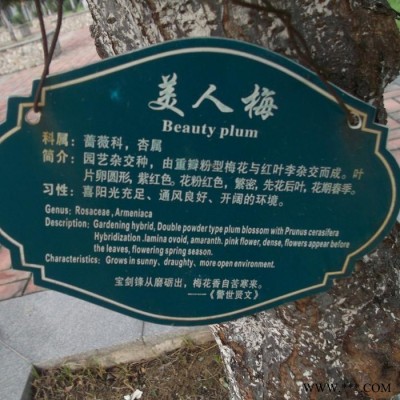 美人梅
Beauty plum
科属：蔷薇科，杏属
简介：园艺杂交种，由重瓣粉型梅花与红叶李杂交而成。叶
片卵圆形，紫红色。花粉红色，繁密，先花后叶，花期春季。
习性：喜阳光充足、通风良好、开阔的环境。
Genus: Rosaceae, Armeniaca
Description: Gardening hybrid, Double powder type plum blossom with Prunus cerasifera
Hybridization .lamina ovoid, amaranth. pink flower, dense, flowers appear before
the leaves, flowering spring season.
Characteristics: Grows in sunny、draughty、more open environment.
宝剑锋从磨砺出，梅花香自苦寒来。
——《警世贤文》